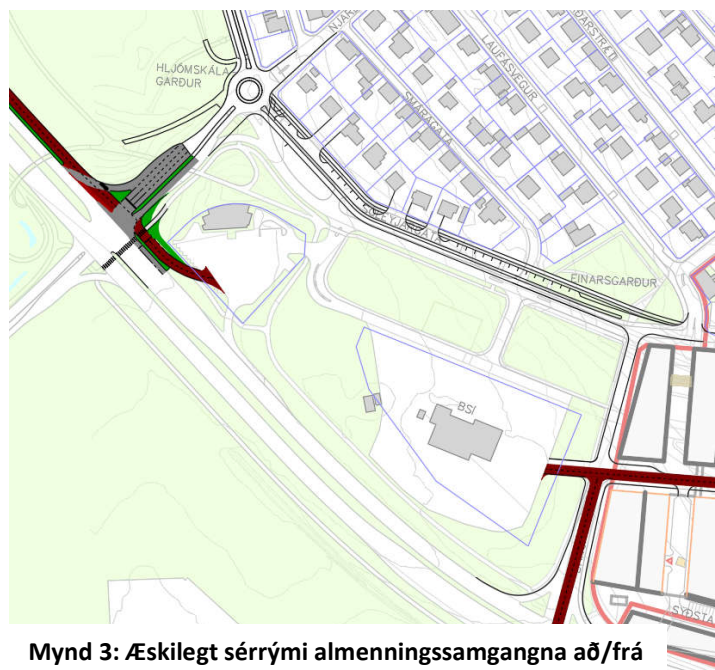 HLJÓMSKÁLA
GARÐUR
LAUFÁSVEGUR
SMÁRAGATA
EINARSGARÐUR
BSÍ
Mynd 3: Æskilegt sérrými almenningssamgangna að/frá